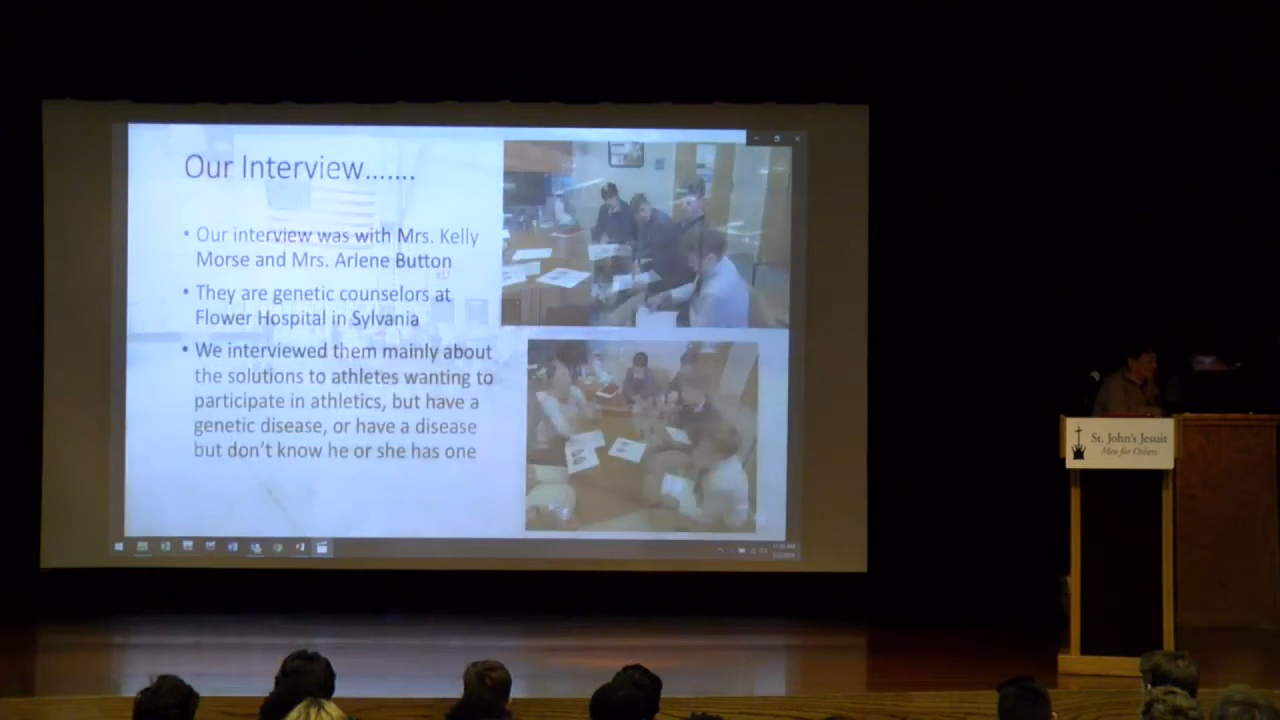 Our Interview.......
• Our interview was with Mrs. Kelly
Morse and Mrs. Arlene Button
• They are genetic counselors at
Flower Hospital in Sylvania
• We interviewed them mainly about
the solutions to athletes wanting to
participate in athletics, but have a
genetic disease, or have a disease
but don't know he or she has one
St. John's Jesuit
Men for Others